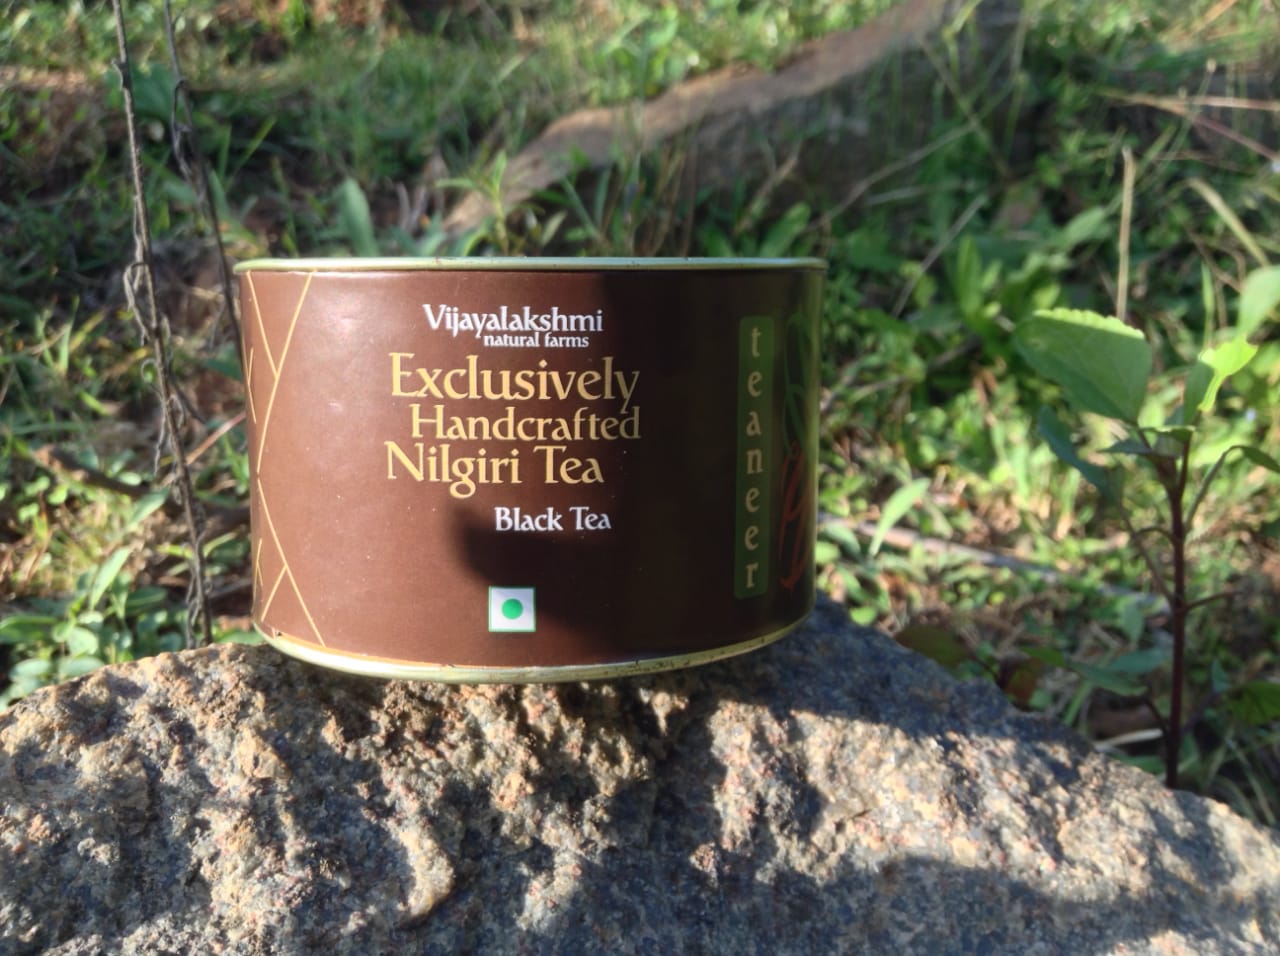 Vijayalakshmi
natural farms
Exclusively
Handcrafted
Nilgiri Tea
Black Tea
teaneer